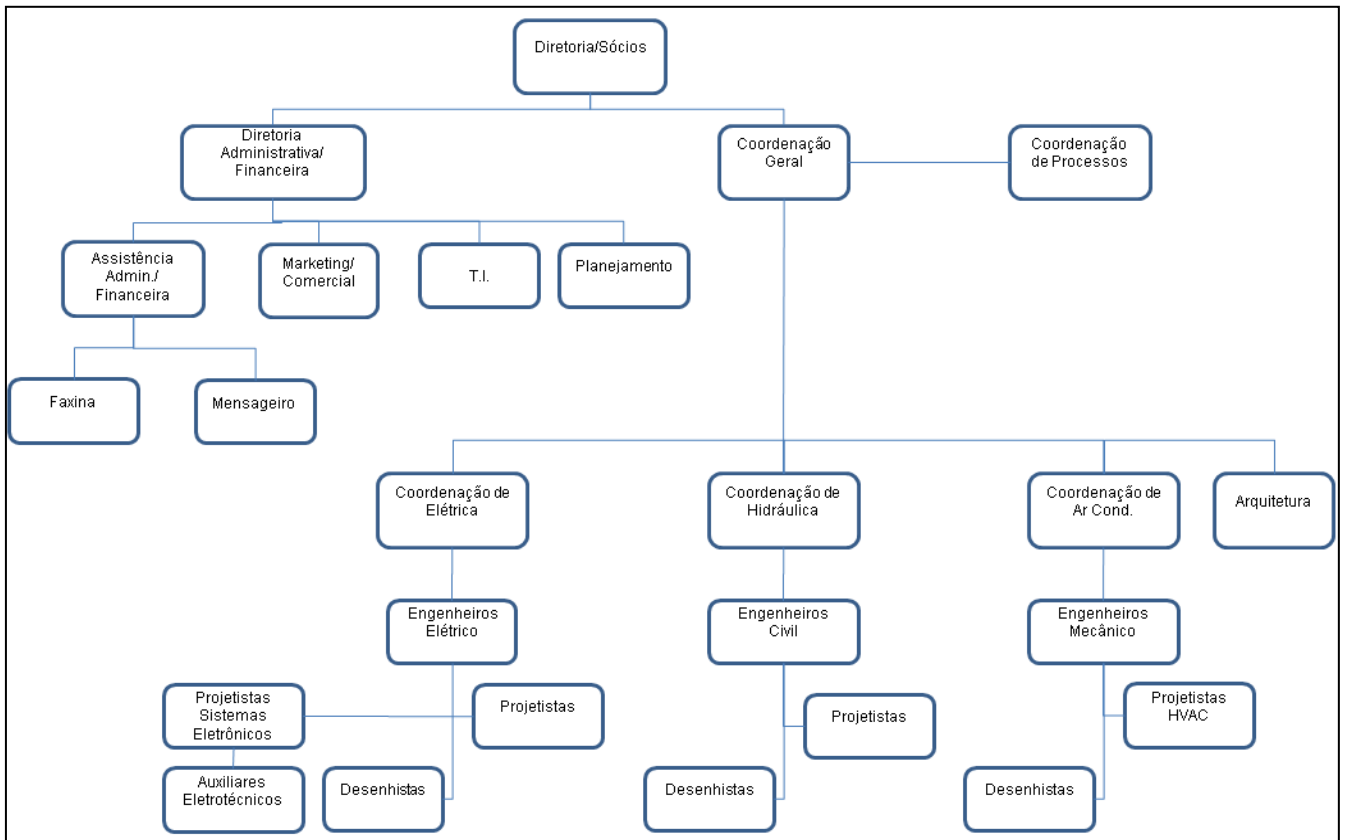 Diretoria/Sócios
Diretoria
Administrativa/
Financeira
Coordenação
Geral
Coordenação
de Processos
Assistência
Admin./
Financeira
Marketing/
Comercial
T.I.
Planejamento
Faxina
Mensageiro
Coordenação de
Elétrica
Coordenação de
Hidráulica
Coordenação de
Ar Cond.
Arquitetura
Engenheiros
Elétrico
Engenheiros
Civil
Engenheiros
Mecânico
Projetistas
Sistemas
Eletrônicos
Projetistas
Projetistas
Projetistas
HVAC
Auxiliares
Eletrotécnicos
Desenhistas
Desenhistas
Desenhistas